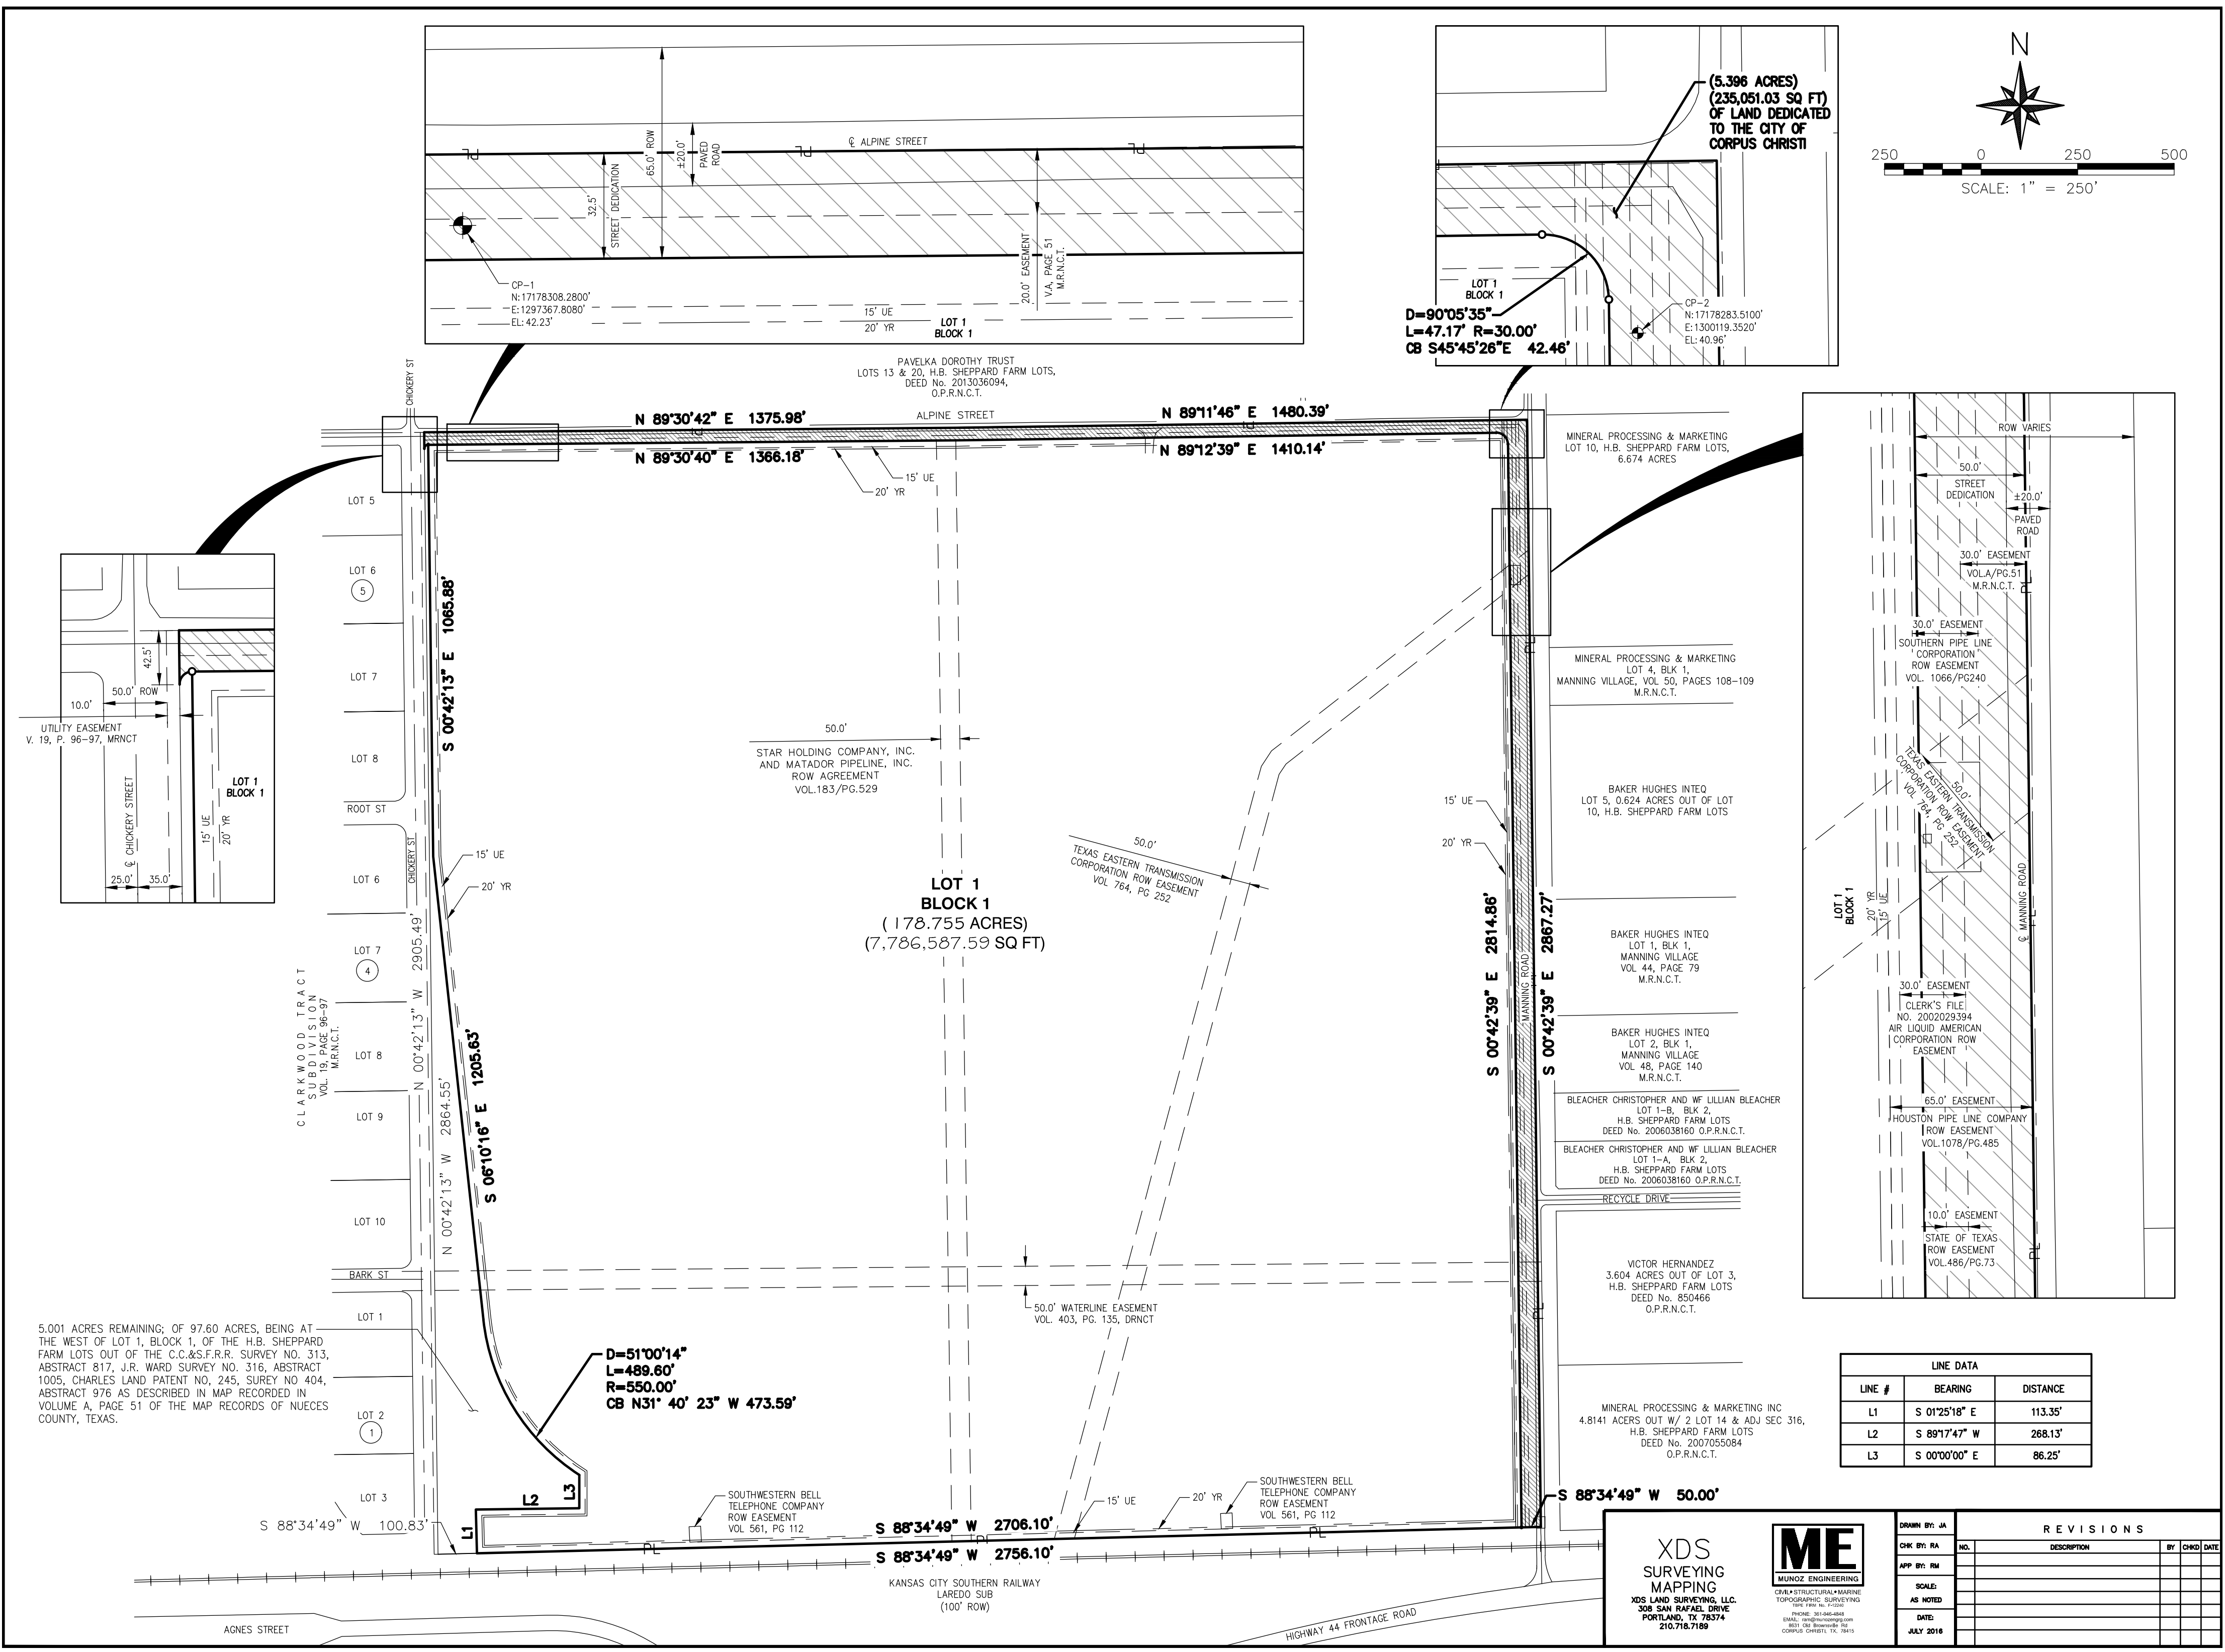 65.0' ROW
±20.0'
PAVED
ROAD
℄ ALPINE STREET
PL
PL
PL
32.5'
STREET DEDICATION
20.0' EASEMENT
V.A, PAGE 51
M.R.N.C.T.
CP-1
N:17178308.2800'
E:1297367.8080'
EL: 42.23'
15' UE
20' YR
LOT 1
BLOCK 1
(5.396 ACRES)
(235,051.03 SQ FT)
OF LAND DEDICATED
TO THE CITY OF
CORPUS CHRISTI
LOT 1
BLOCK 1
D=90°05'35"
L=47.17' R=30.00'
CB S45°45'26"E 42.46'
CP-2
N:17178283.5100'
E:1300119.3520'
EL: 40.96'
N
250 0 250 500
SCALE: 1" = 250'
PAVELKA DOROTHY TRUST
LOTS 13 & 20, H.B. SHEPPARD FARM LOTS,
DEED No. 2013036094,
O.P.R.N.C.T.
CHICKERY ST
N 89°30'42" E 1375.98'
ALPINE STREET
N 89°11'46" E 1480.39'
PL
PL
N 89°30'40" E 1366.18'
N 89°12'39" E 1410.14'
15' UE
20' YR
MINERAL PROCESSING & MARKETING
LOT 10, H.B. SHEPPARD FARM LOTS,
6.674 ACRES
ROW VARIES
50.0'
STREET
DEDICATION
±20.0'
PAVED
ROAD
30.0' EASEMENT
VOL.A/PG.51
M.R.N.C.T.
PL
30.0' EASEMENT
SOUTHERN PIPE LINE
CORPORATION
ROW EASEMENT
VOL. 1066/PG240
50.0'
TEXAS EASTERN TRANSMISSION
CORPORATION ROW EASEMENT
VOL 764, PG 252
LOT 1
BLOCK 1
20' YR
15' UE
℄ MANNING ROAD
PL
30.0' EASEMENT
CLERK'S FILE
NO. 2002029394
AIR LIQUID AMERICAN
CORPORATION ROW
EASEMENT
65.0' EASEMENT
HOUSTON PIPE LINE COMPANY
ROW EASEMENT
VOL.1078/PG.485
10.0' EASEMENT
STATE OF TEXAS
ROW EASEMENT
VOL.486/PG.73
PL
42.5'
50.0' ROW
10.0'
UTILITY EASEMENT
V. 19, P. 96-97, MRNCT
℄ CHICKERY STREET
15' UE
20' YR
LOT 1
BLOCK 1
25.0'
35.0'
LOT 5
LOT 6
5
LOT 7
LOT 8
ROOT ST
LOT 6
LOT 7
4
LOT 8
LOT 9
LOT 10
BARK ST
LOT 1
LOT 2
1
LOT 3
CHICKERY ST
S 00°42'13" E 1065.88'
15' UE
20' YR
N 00°42'13" W 2905.49'
N 00°42'13" W 2864.55'
S 06°10'16" E 1205.63'
CLARKWOOD TRACT
SUBDIVISION
VOL. 19, PAGE 96-97
M.R.N.C.T.
50.0'
STAR HOLDING COMPANY, INC.
AND MATADOR PIPELINE, INC.
ROW AGREEMENT
VOL.183/PG.529
LOT 1
BLOCK 1
(178.755 ACRES)
(7,786,587.59 SQ FT)
50.0'
TEXAS EASTERN TRANSMISSION
CORPORATION ROW EASEMENT
VOL 764, PG 252
15' UE
20' YR
S 00°42'39" E 2814.86'
MANNING ROAD
S 00°42'39" E 2867.27'
PL
PL
MINERAL PROCESSING & MARKETING
LOT 4, BLK 1,
MANNING VILLAGE, VOL 50, PAGES 108-109
M.R.N.C.T.
BAKER HUGHES INTEQ
LOT 5, 0.624 ACRES OUT OF LOT
10, H.B. SHEPPARD FARM LOTS
BAKER HUGHES INTEQ
LOT 1, BLK 1,
MANNING VILLAGE
VOL 44, PAGE 79
M.R.N.C.T.
BAKER HUGHES INTEQ
LOT 2, BLK 1,
MANNING VILLAGE
VOL 48, PAGE 140
M.R.N.C.T.
BLEACHER CHRISTOPHER AND WF LILLIAN BLEACHER
LOT 1-B, BLK 2,
H.B. SHEPPARD FARM LOTS
DEED No. 2006038160 O.P.R.N.C.T.
BLEACHER CHRISTOPHER AND WF LILLIAN BLEACHER
LOT 1-A, BLK 2,
H.B. SHEPPARD FARM LOTS
DEED No. 2006038160 O.P.R.N.C.T.
RECYCLE DRIVE
VICTOR HERNANDEZ
3.604 ACRES OUT OF LOT 3,
H.B. SHEPPARD FARM LOTS
DEED No. 850466
O.P.R.N.C.T.
MINERAL PROCESSING & MARKETING INC
4.8141 ACERS OUT W/ 2 LOT 14 & ADJ SEC 316,
H.B. SHEPPARD FARM LOTS
DEED No. 2007055084
O.P.R.N.C.T.
50.0' WATERLINE EASEMENT
VOL. 403, PG. 135, DRNCT
5.001 ACRES REMAINING; OF 97.60 ACRES, BEING AT
THE WEST OF LOT 1, BLOCK 1, OF THE H.B. SHEPPARD
FARM LOTS OUT OF THE C.C.&S.F.R.R. SURVEY NO. 313,
ABSTRACT 817, J.R. WARD SURVEY NO. 316, ABSTRACT
1005, CHARLES LAND PATENT NO, 245, SUREY NO 404,
ABSTRACT 976 AS DESCRIBED IN MAP RECORDED IN
VOLUME A, PAGE 51 OF THE MAP RECORDS OF NUECES
COUNTY, TEXAS.
D=51°00'14"
L=489.60'
R=550.00'
CB N31° 40' 23" W 473.59'
L1
L2
L3
S 88°34'49" W 100.83'
SOUTHWESTERN BELL
TELEPHONE COMPANY
ROW EASEMENT
VOL 561, PG 112
SOUTHWESTERN BELL
TELEPHONE COMPANY
ROW EASEMENT
VOL 561, PG 112
15' UE
20' YR
S 88°34'49" W 50.00'
S 88°34'49" W 2706.10'
PL
PL
PL
S 88°34'49" W 2756.10'
KANSAS CITY SOUTHERN RAILWAY
LAREDO SUB
(100' ROW)
AGNES STREET
HIGHWAY 44 FRONTAGE ROAD
LINE DATA
LINE # BEARING DISTANCE
L1 S 01°25'18" E 113.35'
L2 S 89°17'47" W 268.13'
L3 S 00°00'00" E 86.25'
XDS
SURVEYING
MAPPING
XDS LAND SURVEYING, LLC.
308 SAN RAFAEL DRIVE
PORTLAND, TX 78374
210.718.7189
ME
MUNOZ ENGINEERING
CIVIL•STRUCTURAL•MARINE
TOPOGRAPHIC SURVEYING
TBPE FIRM No. F-12240
PHONE: 361-946-4848
EMAIL: ram@munozengrg.com
8631 Old Brownsville Rd
CORPUS CHRISTI, TX. 78415
DRAWN BY: JA
CHK BY: RA
APP BY: RM
SCALE:
AS NOTED
DATE:
JULY 2016
REVISIONS
NO. DESCRIPTION BY CHKD DATE